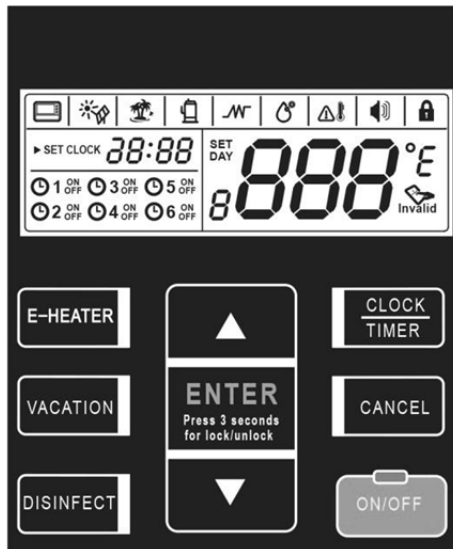 SET CLOCK 88:88
SET DAY 8 888 °E
Invalid
1 ON OFF 3 ON OFF 5 ON OFF
2 ON OFF 4 ON OFF 6 ON OFF
E-HEATER
CLOCK
TIMER
ENTER
Press 3 seconds
for lock/unlock
VACATION
CANCEL
DISINFECT
ON/OFF